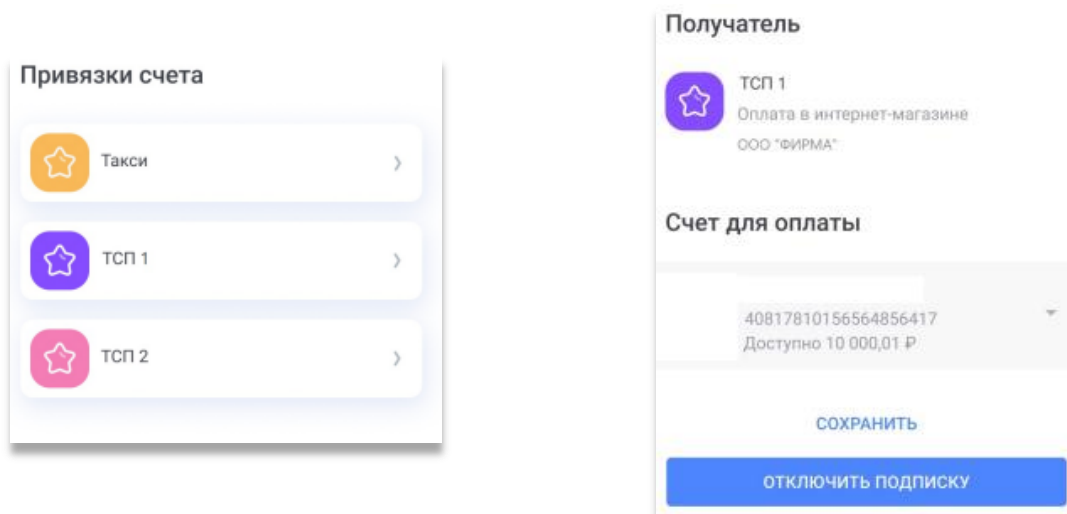 Привязки счета
Такси
ТСП 1
ТСП 2
Получатель
ТСП 1
Оплата в интернет-магазине
ООО "ФИРМА"
Счет для оплаты
40817810156564856417
Доступно 10 000,01 ₽
СОХРАНИТЬ
ОТКЛЮЧИТЬ ПОДПИСКУ